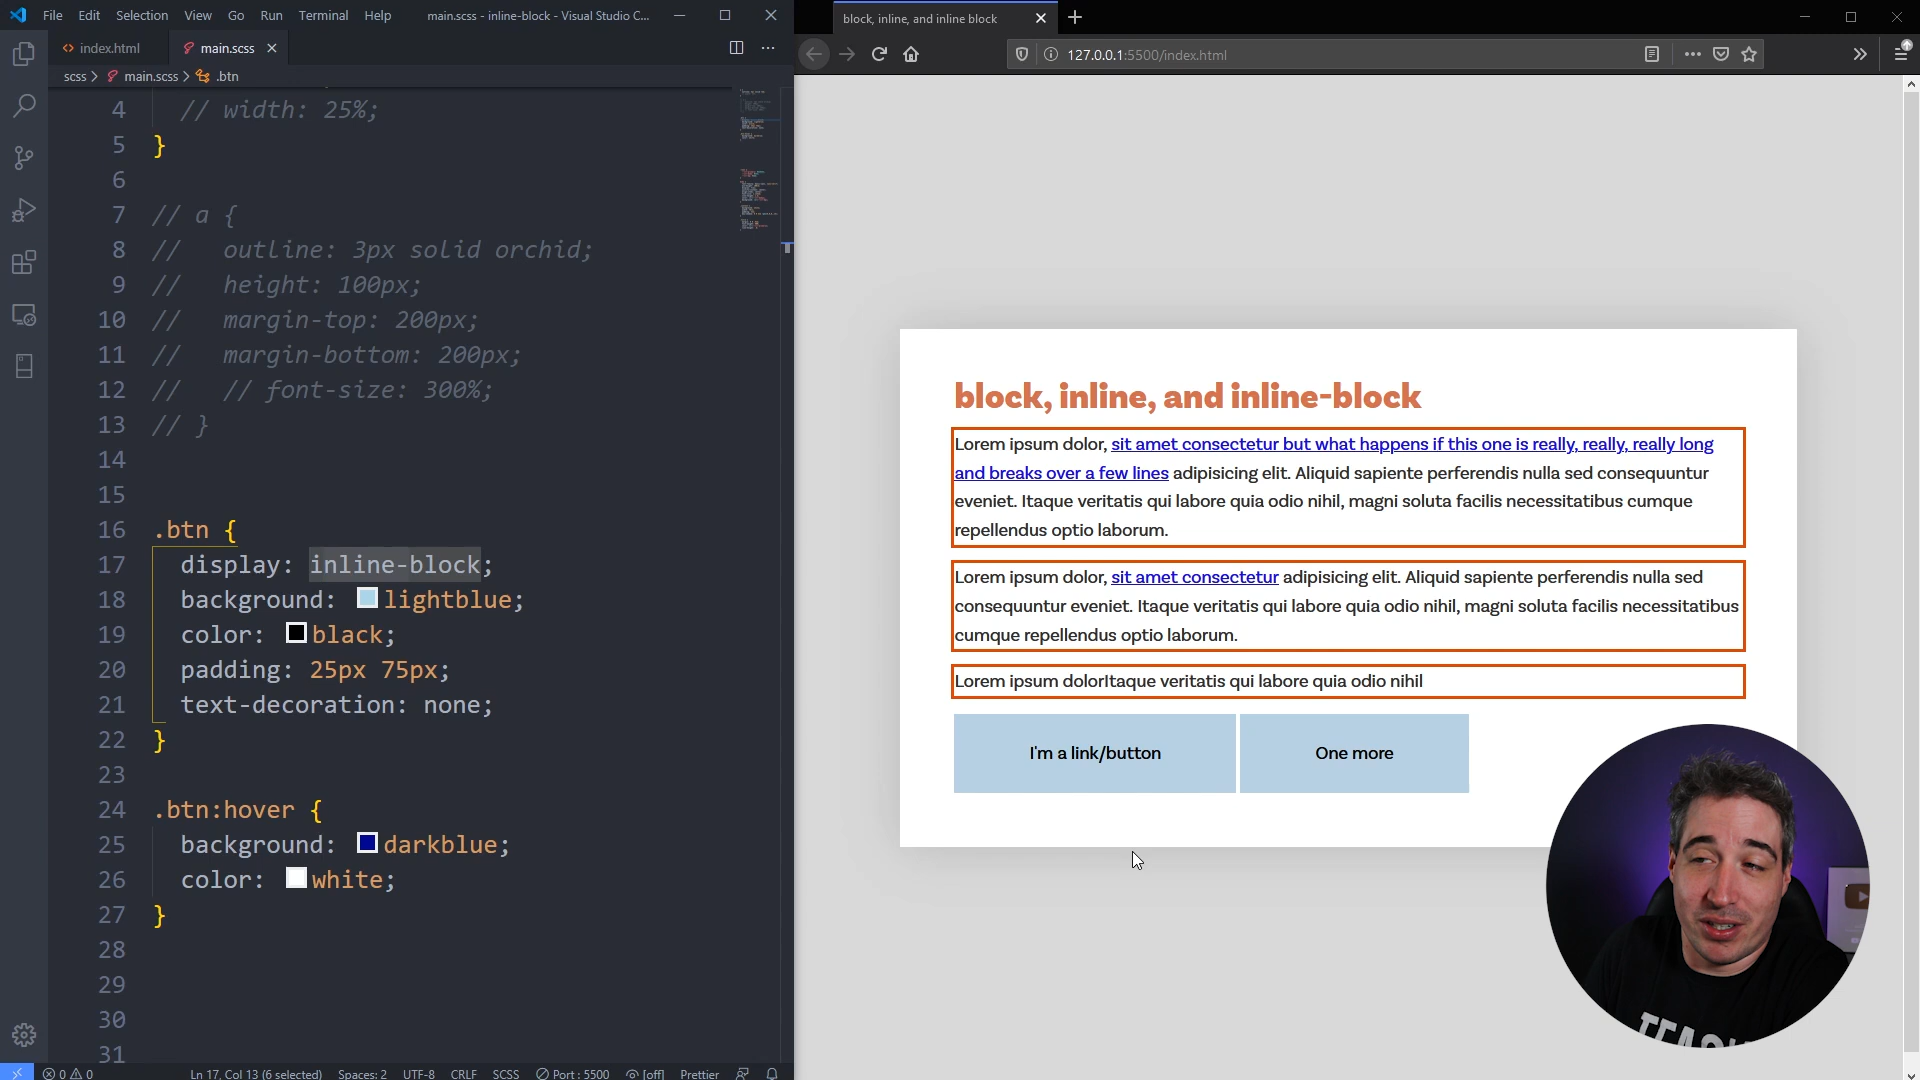 File Edit Selection View Go Run Terminal Help main.scss - inline-block - Visual Studio C...
index.html main.scss
scss > main.scss > .btn
4 // width: 25%;
5 }
6
7 // a {
8 // outline: 3px solid orchid;
9 // height: 100px;
10 // margin-top: 200px;
11 // margin-bottom: 200px;
12 // // font-size: 300%;
13 // }
14
15
16 .btn {
17 display: inline-block;
18 background: lightblue;
19 color: black;
20 padding: 25px 75px;
21 text-decoration: none;
22 }
23
24 .btn:hover {
25 background: darkblue;
26 color: white;
27 }
28
29
30
31
0 0 Ln 17, Col 13 (6 selected) Spaces: 2 UTF-8 CRLF SCSS Port : 5500 [off] Prettier
block, inline, and inline block
127.0.0.1:5500/index.html
block, inline, and inline-block
Lorem ipsum dolor, sit amet consectetur but what happens if this one is really, really, really long
and breaks over a few lines adipisicing elit. Aliquid sapiente perferendis nulla sed consequuntur
eveniet. Itaque veritatis qui labore quia odio nihil, magni soluta facilis necessitatibus cumque
repellendus optio laborum.
Lorem ipsum dolor, sit amet consectetur adipisicing elit. Aliquid sapiente perferendis nulla sed
consequuntur eveniet. Itaque veritatis qui labore quia odio nihil, magni soluta facilis necessitatibus
cumque repellendus optio laborum.
Lorem ipsum dolorItaque veritatis qui labore quia odio nihil
I'm a link/button One more